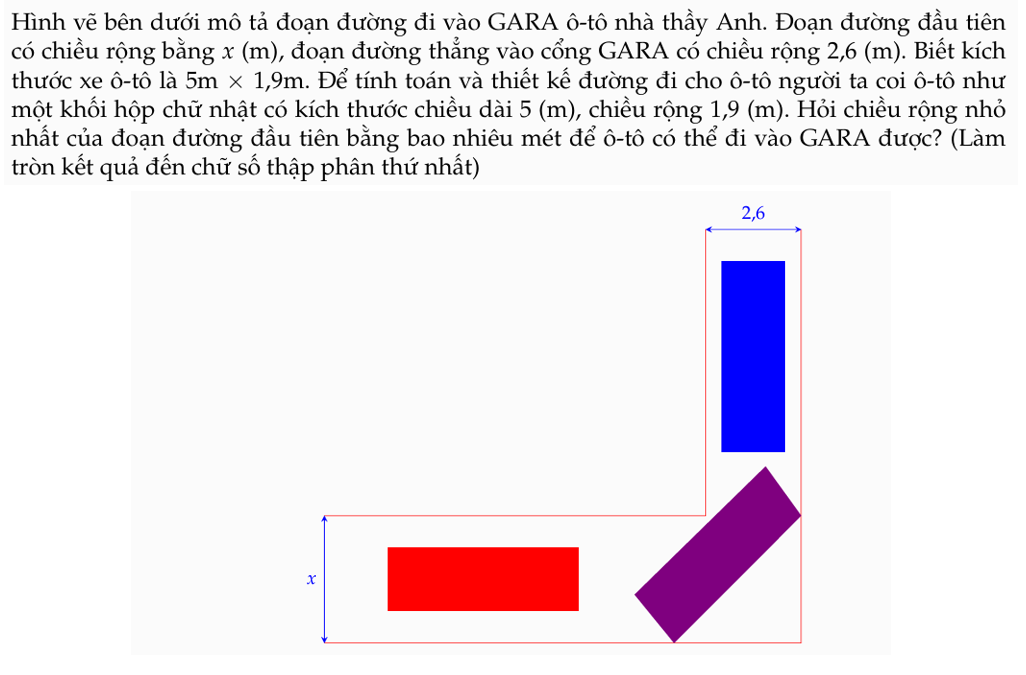 Hình vẽ bên dưới mô tả đoạn đường đi vào GARA ô-tô nhà thầy Anh. Đoạn đường đầu tiên
có chiều rộng bằng x (m), đoạn đường thẳng vào cổng GARA có chiều rộng 2,6 (m). Biết kích
thước xe ô-tô là 5m × 1,9m. Để tính toán và thiết kế đường đi cho ô-tô người ta coi ô-tô như
một khối hộp chữ nhật có kích thước chiều dài 5 (m), chiều rộng 1,9 (m). Hỏi chiều rộng nhỏ
nhất của đoạn đường đầu tiên bằng bao nhiêu mét để ô-tô có thể đi vào GARA được? (Làm
tròn kết quả đến chữ số thập phân thứ nhất)
2,6
x